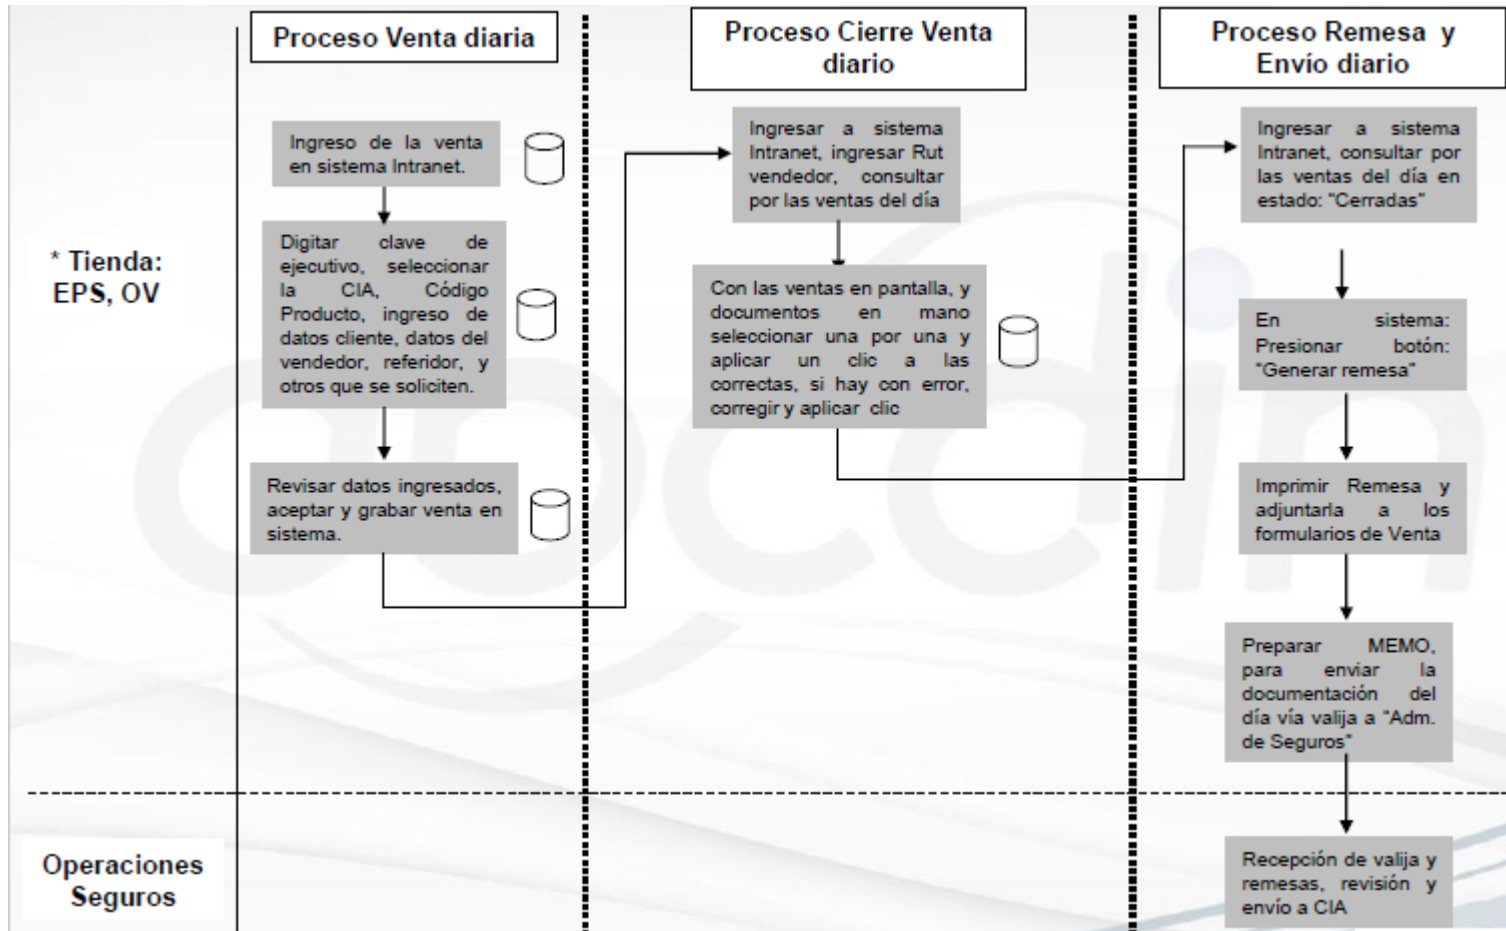 Proceso Venta diaria
Ingreso de la venta
en sistema Intranet.
Digitar clave de
ejecutivo, seleccionar
la CIA, Código
Producto, ingreso de
datos cliente, datos del
vendedor, referidor, y
otros que se soliciten.
Revisar datos ingresados,
aceptar y grabar venta en
sistema.
Proceso Cierre Venta
diario
Ingresar a sistema
Intranet, ingresar Rut
vendedor, consultar
por las ventas del día
Con las ventas en pantalla, y
documentos en mano
seleccionar una por una y
aplicar un clic a las
correctas, si hay con error,
corregir y aplicar clic
Proceso Remesa y
Envío diario
Ingresar a sistema
Intranet, consultar por
las ventas del día en
estado: "Cerradas"
En sistema:
Presionar botón:
"Generar remesa"
Imprimir Remesa y
adjuntarla a los
formularios de Venta
Preparar MEMO,
para enviar la
documentación del
día vía valija a "Adm.
de Seguros"
* Tienda:
EPS, OV
Operaciones
Seguros
Recepción de valija y
remesas, revisión y
envío a CIA
abcdin